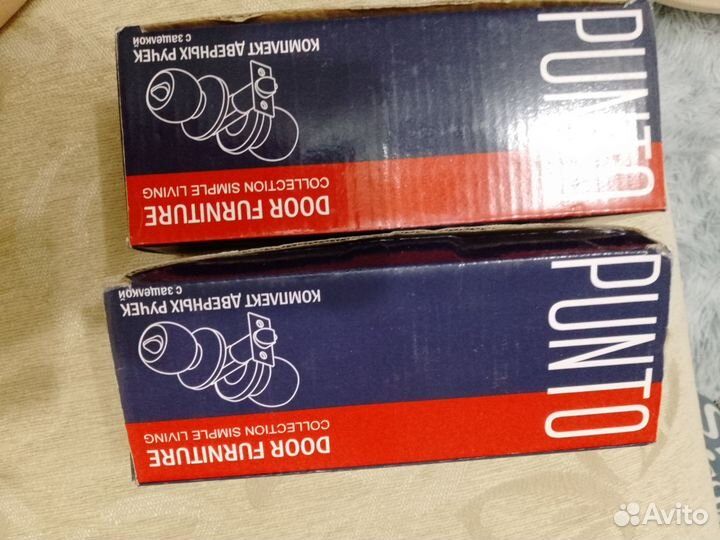 КОМПЛЕКТ ДВЕРНЫХ РУЧЕК
с защелкой
PUNTO
DOOR FURNITURE
COLLECTION SIMPLE LIVING
КОМПЛЕКТ ДВЕРНЫХ РУЧЕК
с защелкой
PUNTO
DOOR FURNITURE
COLLECTION SIMPLE LIVING
Avito